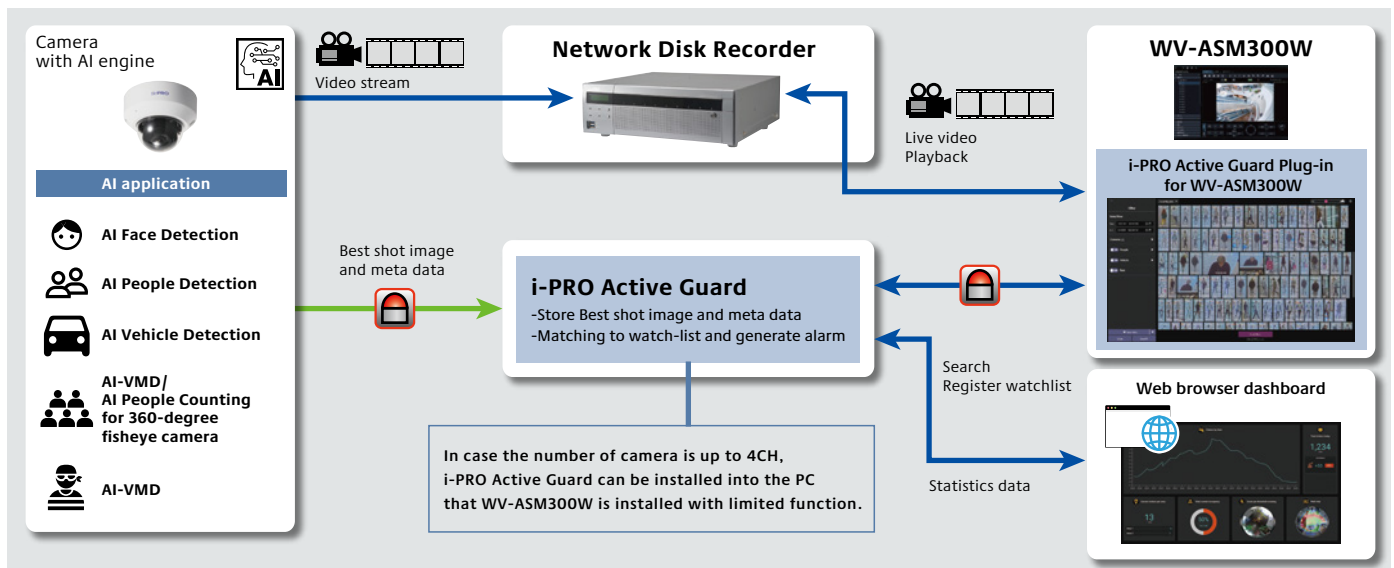 Camera
with AI engine
AI
i-PRO
AI application
AI Face Detection
AI People Detection
AI Vehicle Detection
AI-VMD/
AI People Counting
for 360-degree
fisheye camera
AI-VMD
Video stream
Network Disk Recorder
Live video
Playback
WV-ASM300W
i-PRO Active Guard Plug-in
for WV-ASM300W
Best shot image
and meta data
i-PRO Active Guard
-Store Best shot image and meta data
-Matching to watch-list and generate alarm
Search
Register watchlist
In case the number of camera is up to 4CH,
i-PRO Active Guard can be installed into the PC
that WV-ASM300W is installed with limited function.
Statistics data
Web browser dashboard
1,234
13
50%